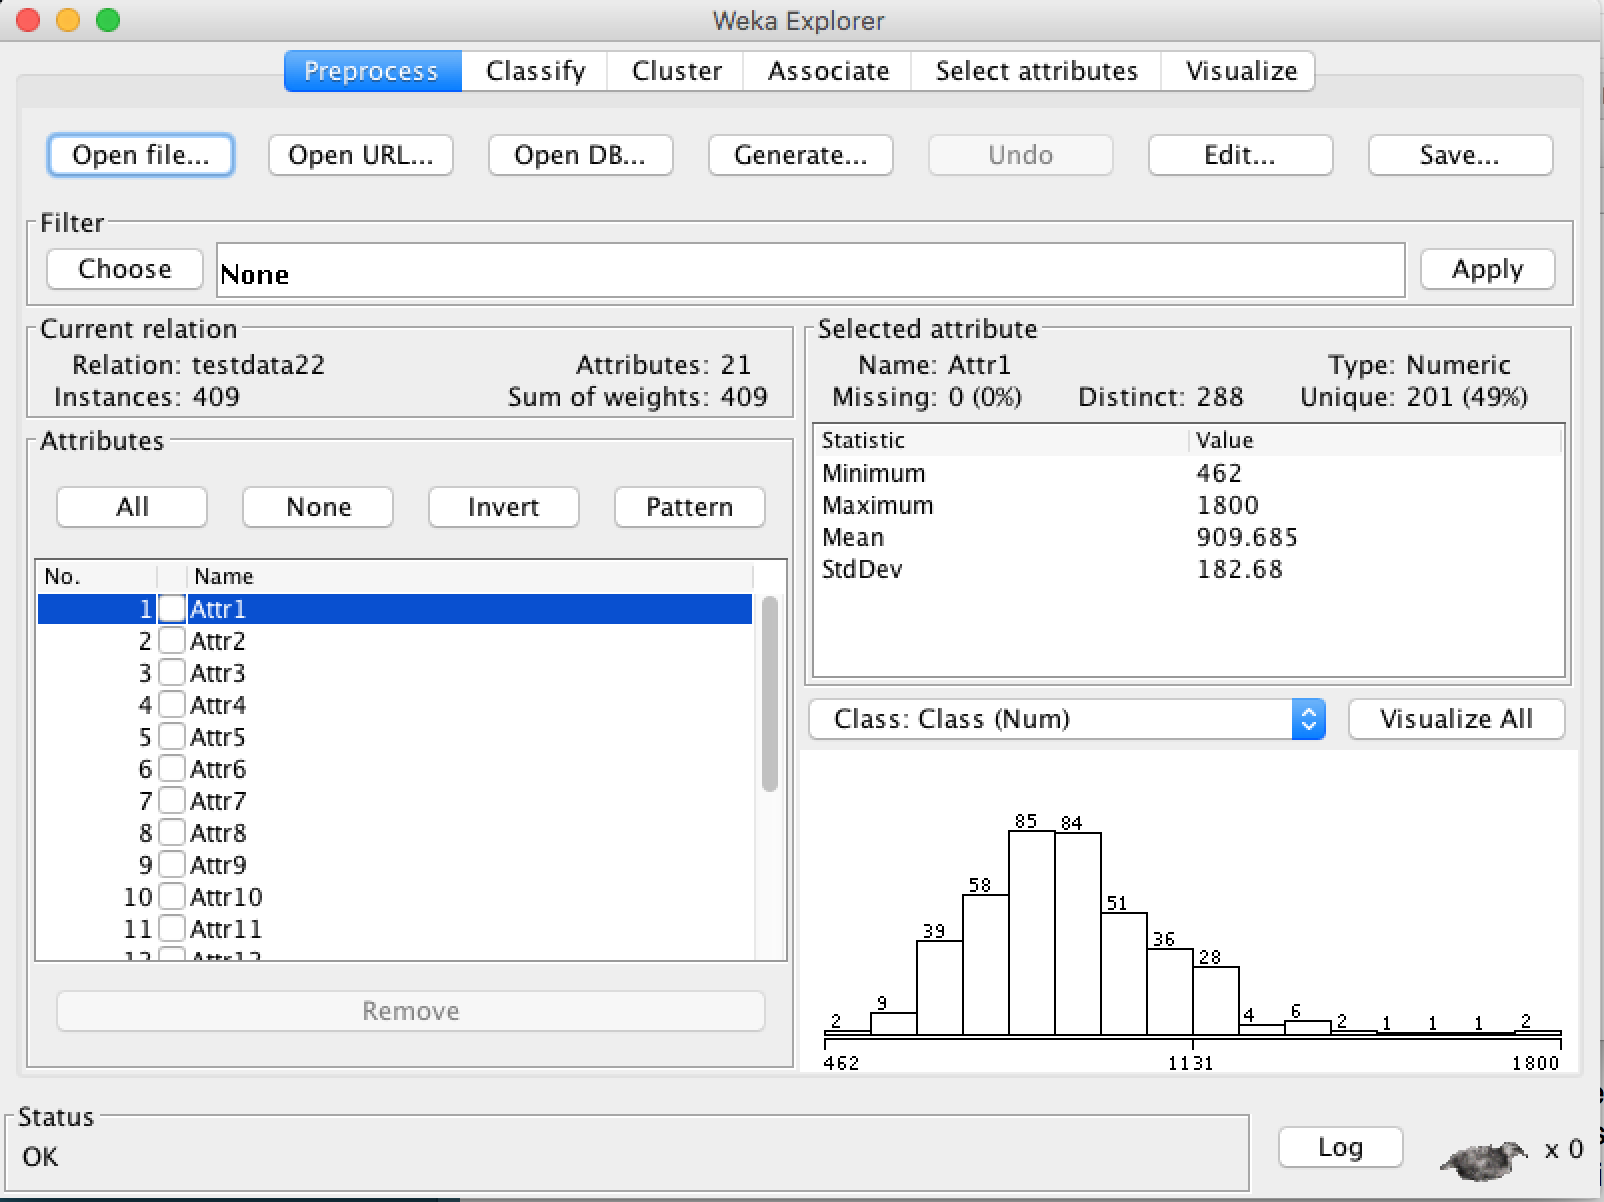 Weka Explorer
Preprocess Classify Cluster Associate Select attributes Visualize
Open file... Open URL... Open DB... Generate... Undo Edit... Save...
Filter
Choose None Apply
Current relation
Relation: testdata22 Attributes: 21
Instances: 409 Sum of weights: 409
Attributes
All None Invert Pattern
No. Name
1 Attr1
2 Attr2
3 Attr3
4 Attr4
5 Attr5
6 Attr6
7 Attr7
8 Attr8
9 Attr9
10 Attr10
11 Attr11
12 Attr12
Remove
Selected attribute
Name: Attr1 Type: Numeric
Missing: 0 (0%) Distinct: 288 Unique: 201 (49%)
Statistic Value
Minimum 462
Maximum 1800
Mean 909.685
StdDev 182.68
Class: Class (Num) Visualize All
2 9 39 58 85 84 51 36 28 4 6 2 1 1 1 2
462 1131 1800
Status
OK
Log x 0